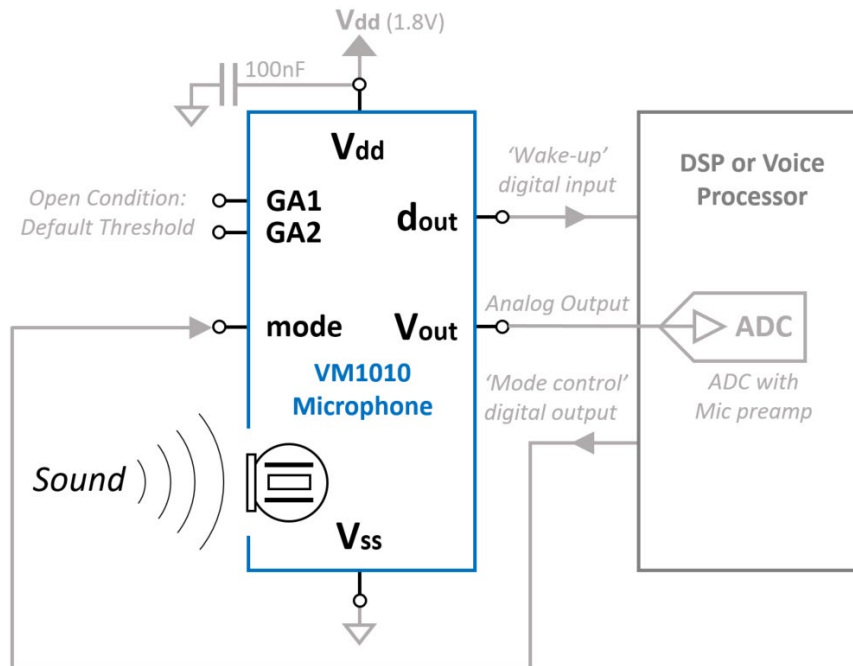 Vdd (1.8V)
100nF
Vdd
Open Condition:
Default Threshold
GA1
GA2
dout
'Wake-up'
digital input
DSP or Voice
Processor
mode
Vout
Analog Output
ADC
VM1010
Microphone
'Mode control'
digital output
ADC with
Mic preamp
Sound
Vss